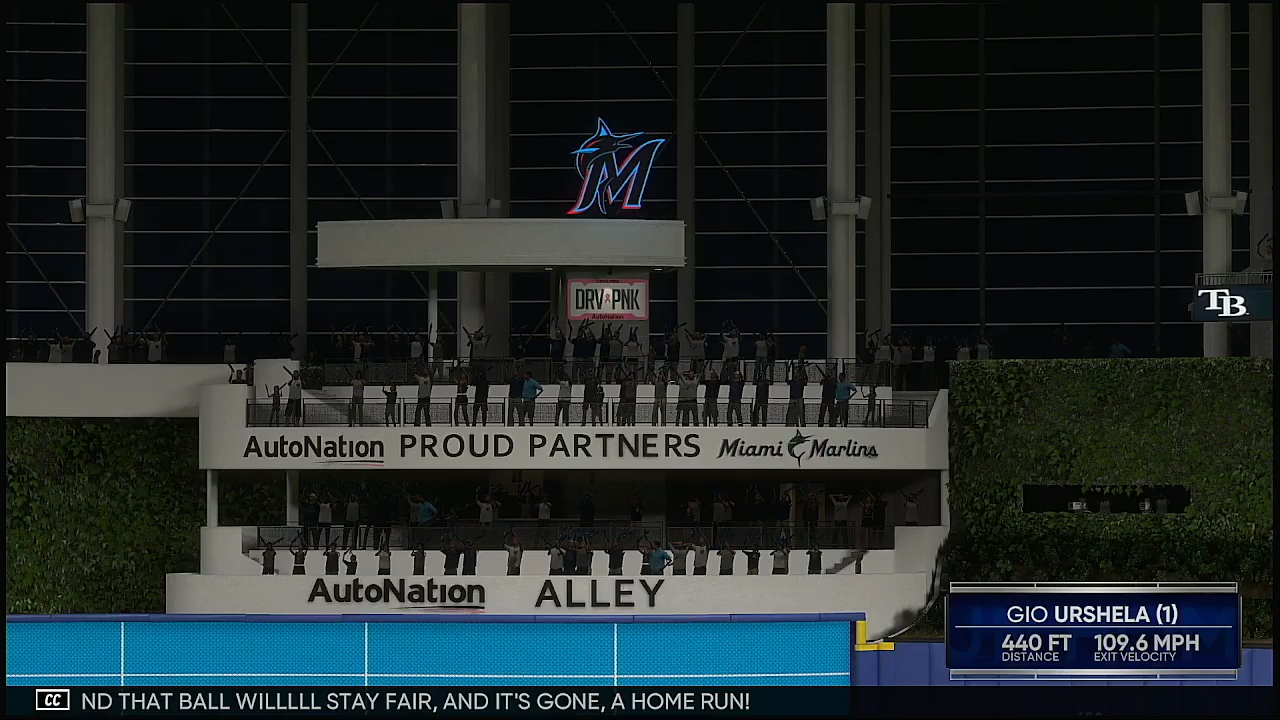 M
DRV PNK
AutoNation
TB
AutoNation PROUD PARTNERS Miami Marlins
AutoNation ALLEY
GIO URSHELA (1)
440 FT 109.6 MPH
DISTANCE EXIT VELOCITY
CC ND THAT BALL WILLLLL STAY FAIR, AND IT'S GONE, A HOME RUN!